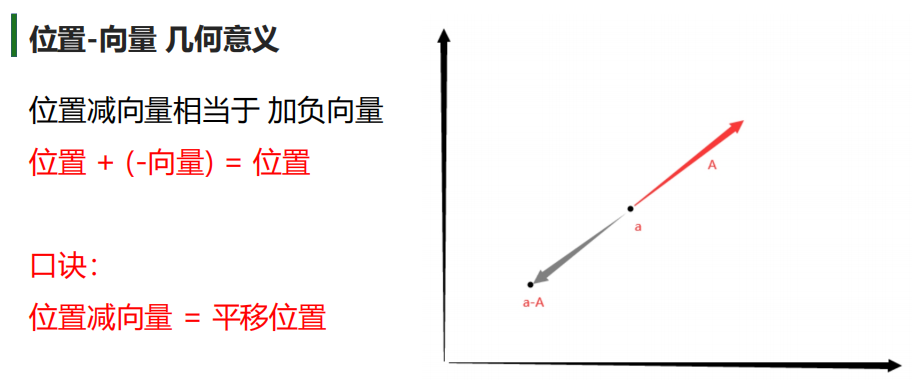 位置-向量 几何意义
位置减向量相当于 加负向量
位置 + (-向量) = 位置
口诀：
位置减向量 = 平移位置
A
a
a-A